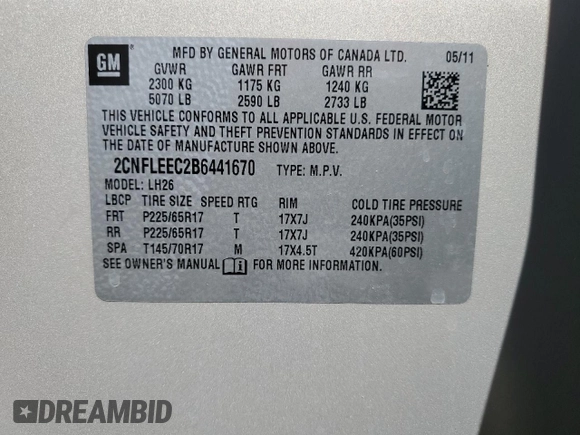 GM
MFD BY GENERAL MOTORS OF CANADA LTD. 05/11
GVWR GAWR FRT GAWR RR
2300 KG 1175 KG 1240 KG
5070 LB 2590 LB 2733 LB
THIS VEHICLE CONFORMS TO ALL APPLICABLE U.S. FEDERAL MOTOR
VEHICLE SAFETY AND THEFT PREVENTION STANDARDS IN EFFECT ON
THE DATE OF MANUFACTURE SHOWN ABOVE.
2CNFLEEC2B6441670 TYPE: M.P.V.
MODEL: LH26
LBCP TIRE SIZE SPEED RTG RIM COLD TIRE PRESSURE
FRT P225/65R17 T 17X7J 240KPA(35PSI)
RR P225/65R17 T 17X7J 240KPA(35PSI)
SPA T145/70R17 M 17X4.5T 420KPA(60PSI)
SEE OWNER'S MANUAL FOR MORE INFORMATION.
DREAMBID